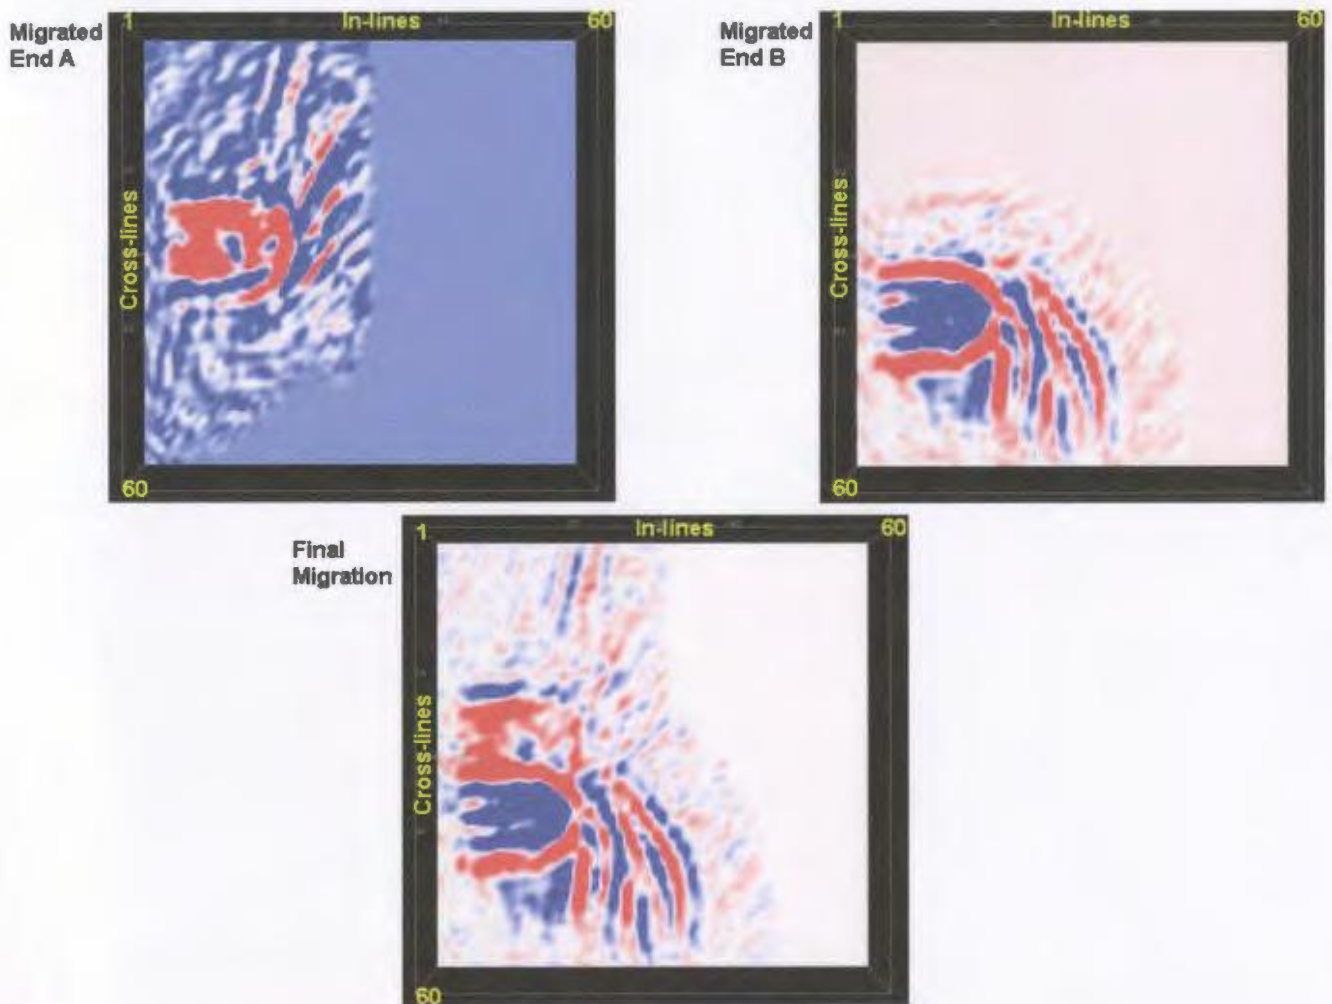 Migrated
End A
1
In-lines
60
Cross-lines
60
Migrated
End B
1
In-lines
60
Cross-lines
60
Final
Migration
1
In-lines
60
Cross-lines
60